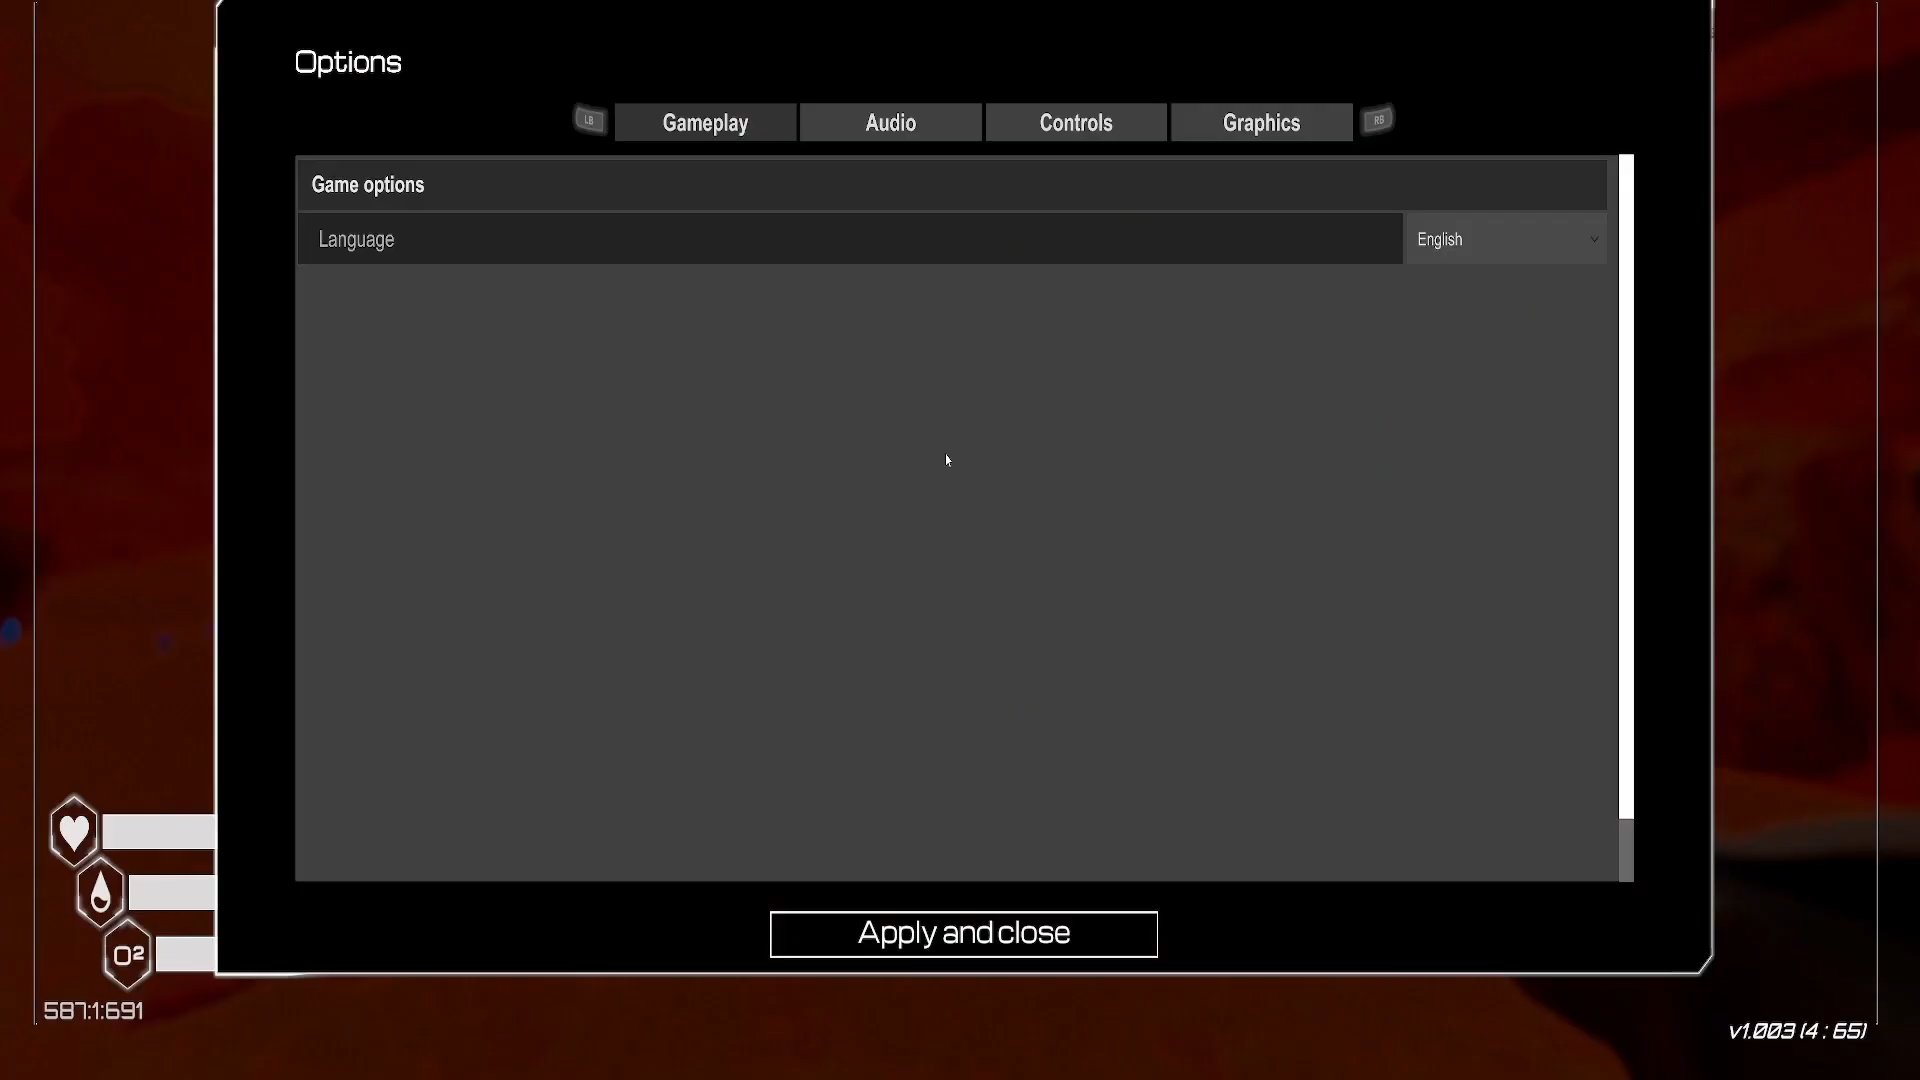 Options
LB
Gameplay
Audio
Controls
Graphics
RB
Game options
Language
English
Apply and close
O²
587:1:691
v1.003 (4 : 65)